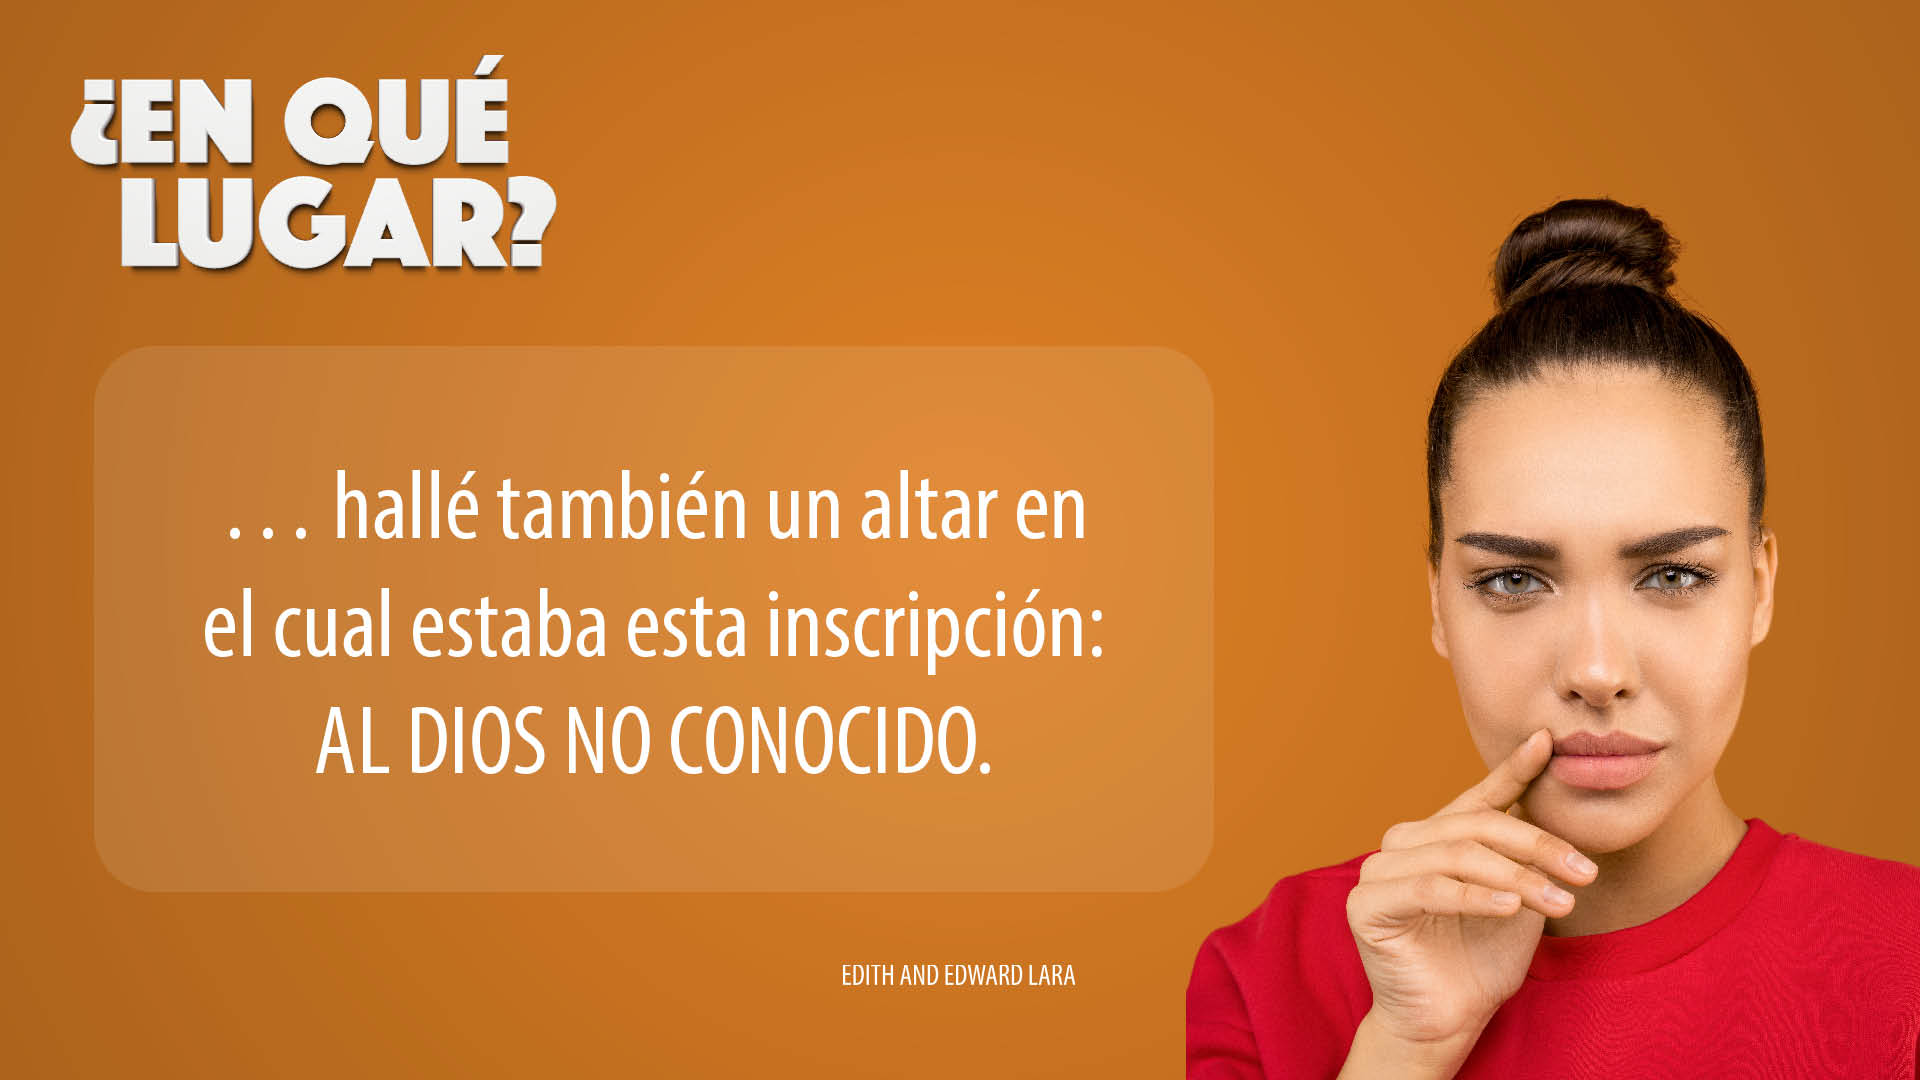 ¿EN QUÉ
LUGAR?
. . . hallé también un altar en
el cual estaba esta inscripción:
AL DIOS NO CONOCIDO.
EDITH AND EDWARD LARA